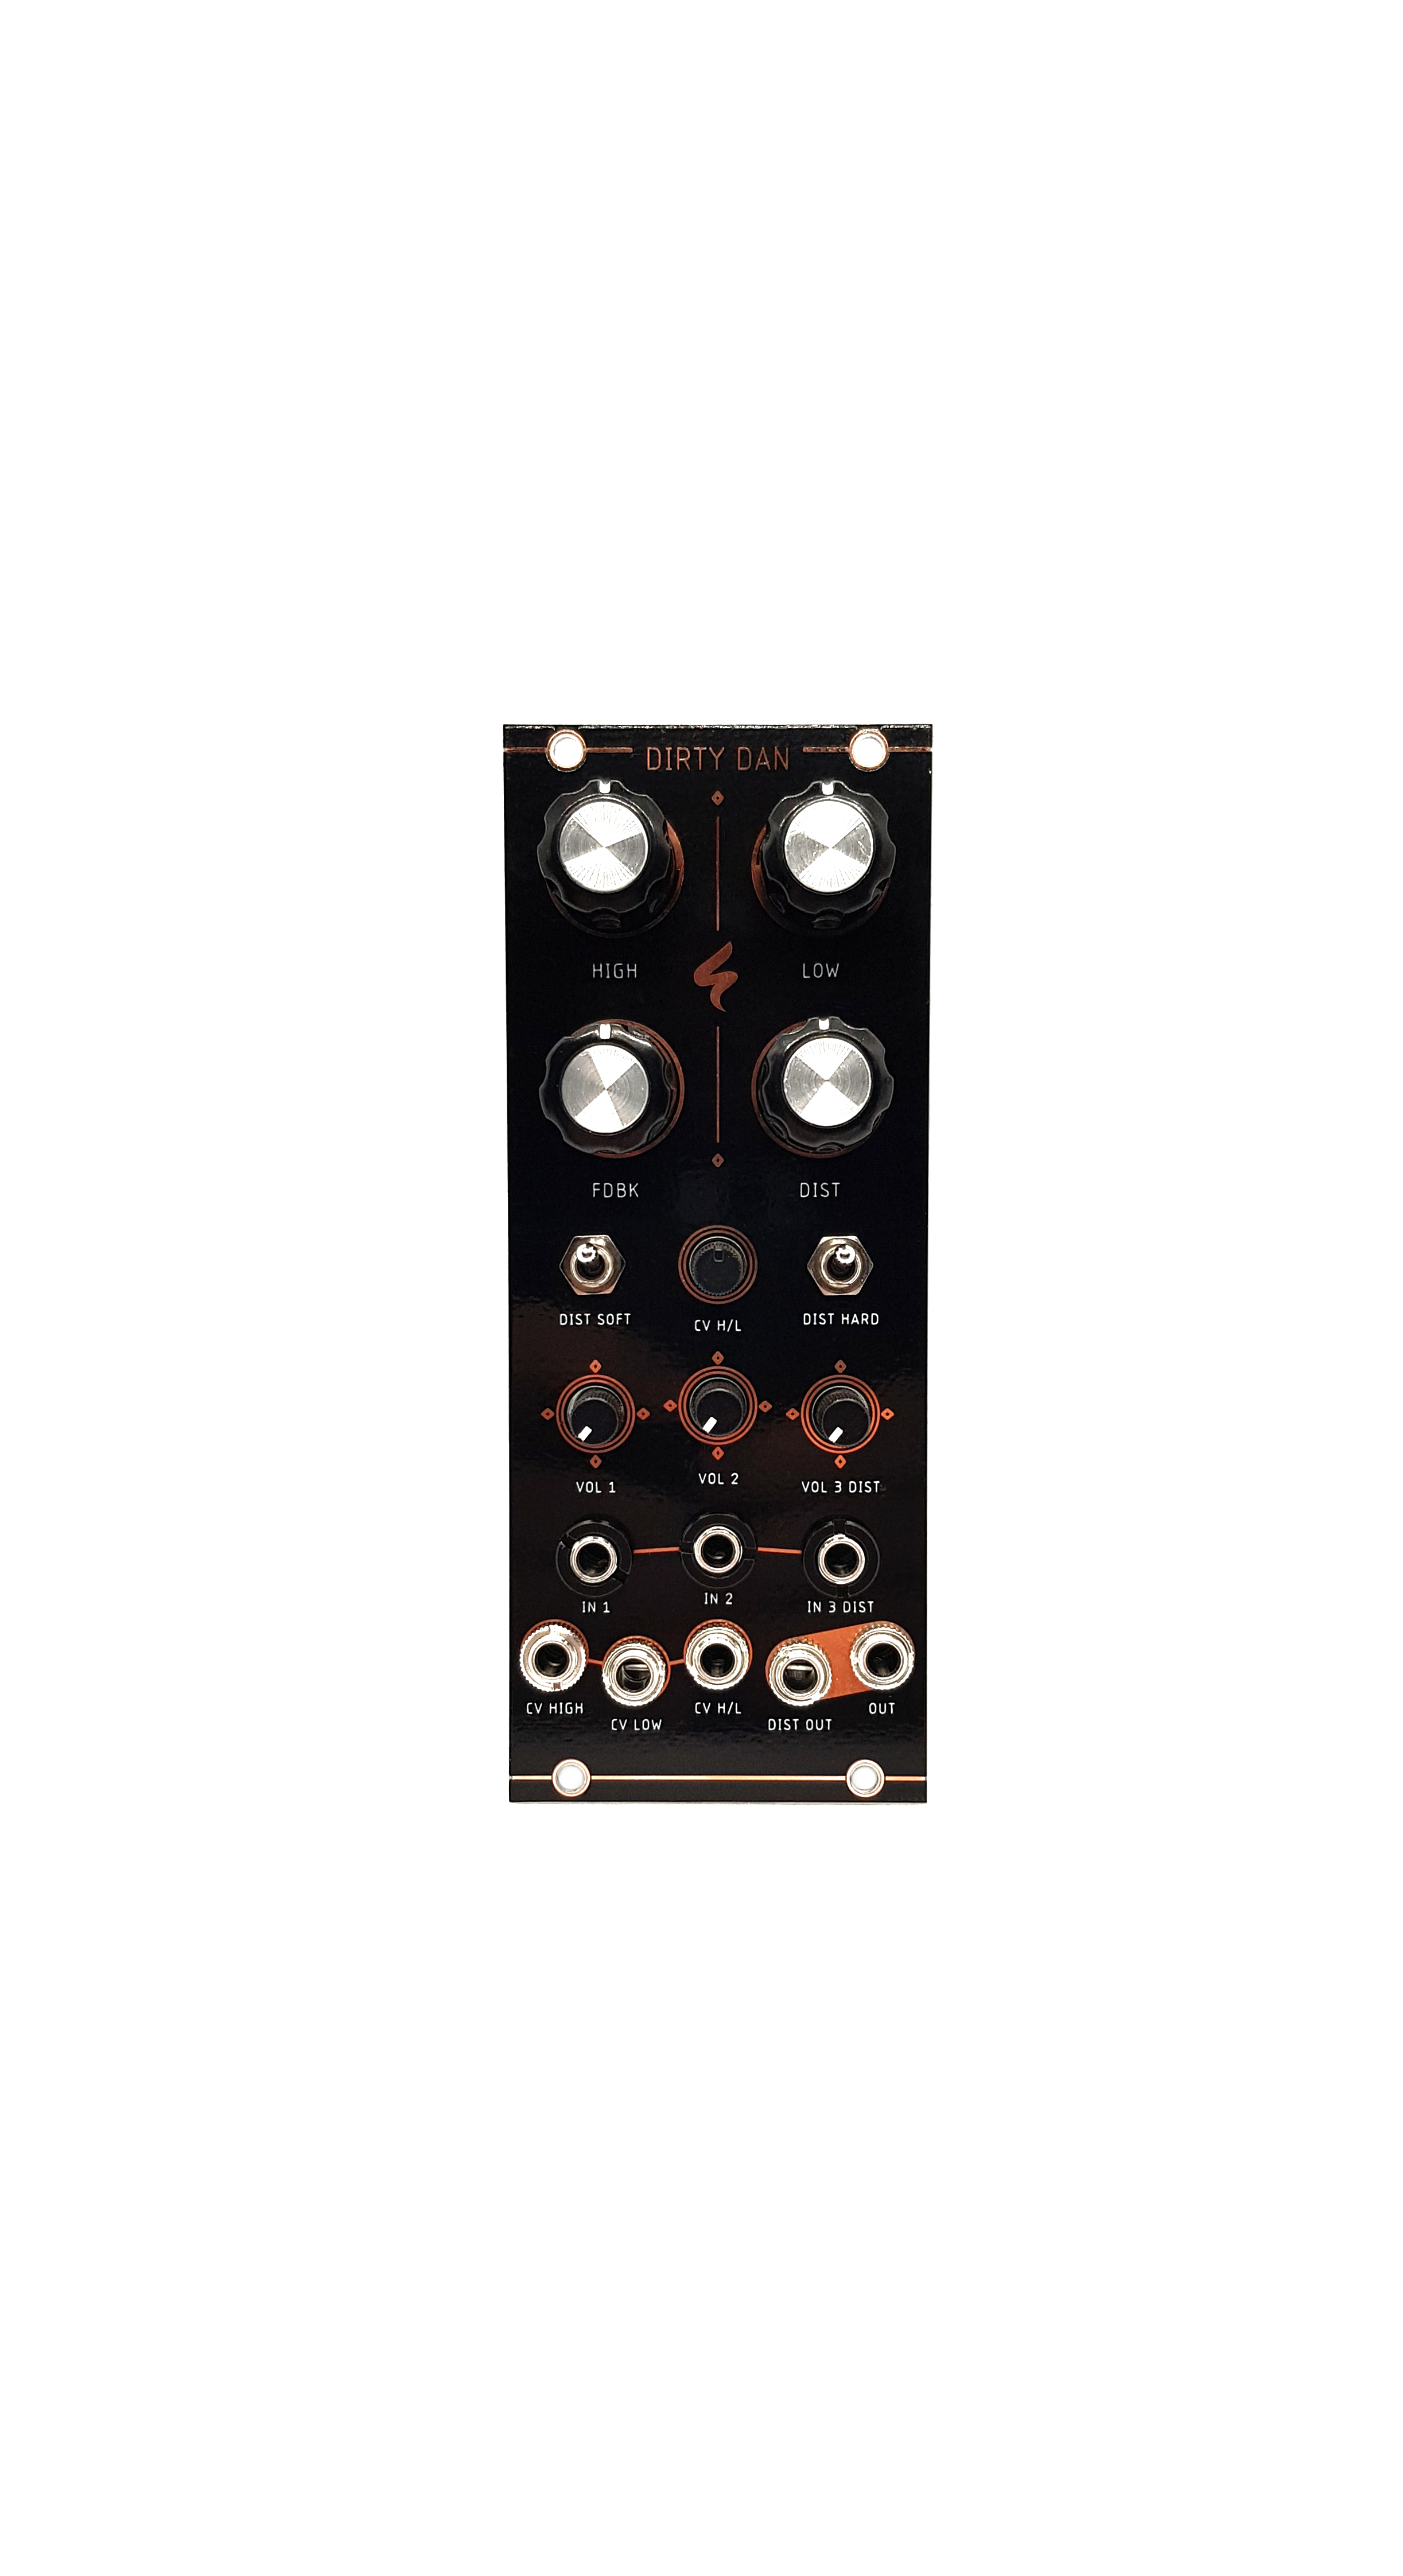 DIRTY DAN
HIGH
LOW
FDBK
DIST
DIST SOFT
CV H/L
DIST HARD
VOL 1
VOL 2
VOL 3 DIST
IN 1
IN 2
IN 3 DIST
CV HIGH
CV LOW
CV H/L
DIST OUT
OUT